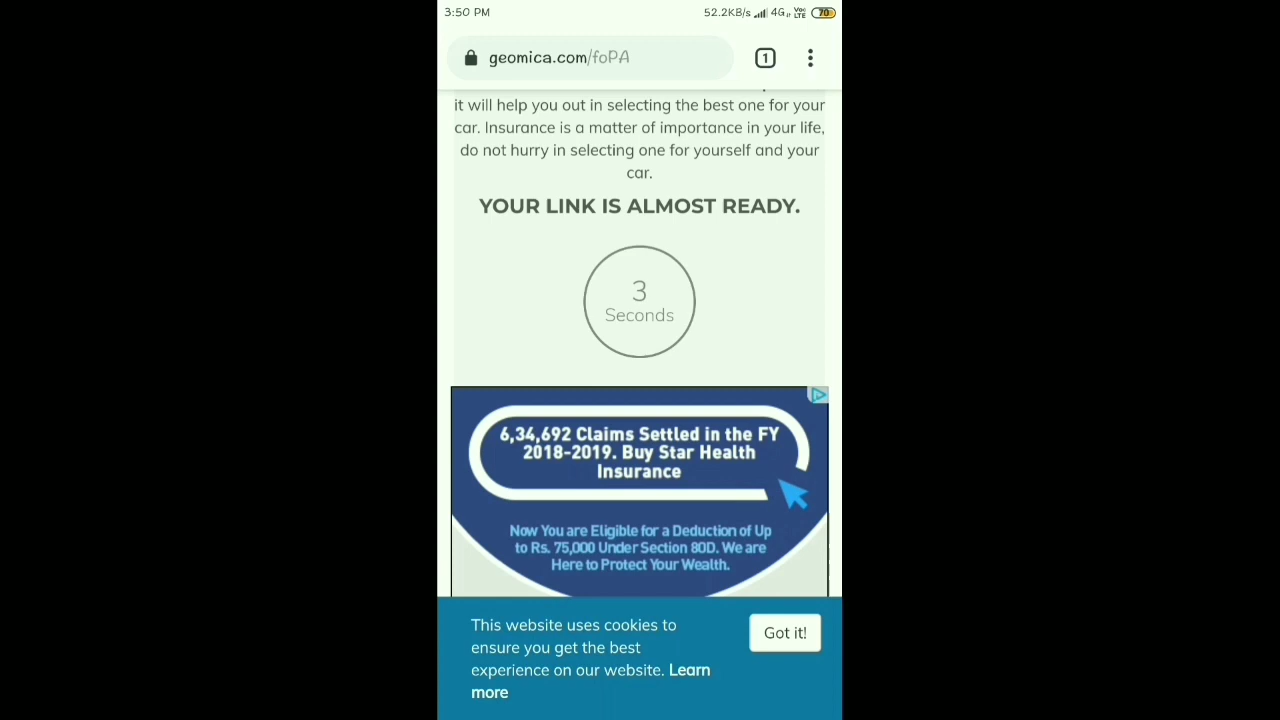 3:50 PM 52.2KB/s 4G Vo LTE 70
geomica.com/foPA 1
it will help you out in selecting the best one for your
car. Insurance is a matter of importance in your life,
do not hurry in selecting one for yourself and your
car.
YOUR LINK IS ALMOST READY.
3
Seconds
6,34,692 Claims Settled in the FY
2018-2019. Buy Star Health
Insurance
Now You are Eligible for a Deduction of Up
to Rs. 75,000 Under Section 80D. We are
Here to Protect Your Wealth.
This website uses cookies to
ensure you get the best
experience on our website. Learn
more
Got it!